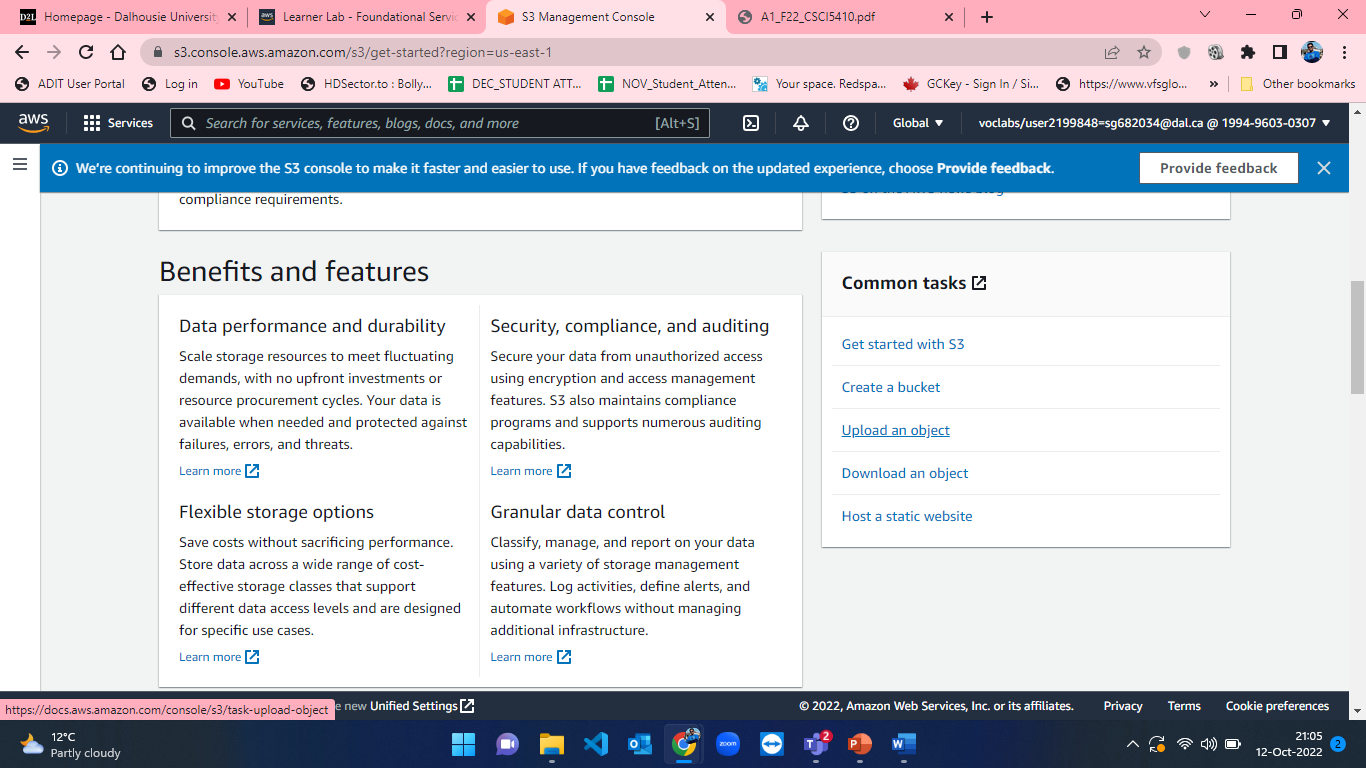 D2L Homepage - Dalhousie University
aws Learner Lab - Foundational Servic
S3 Management Console
A1_F22_CSCI5410.pdf
s3.console.aws.amazon.com/s3/get-started?region=us-east-1
ADIT User Portal
Log in
YouTube
HDSector.to : Bolly...
DEC_STUDENT ATT...
NOV_Student_Atten...
Your space. Redspa...
GCKey - Sign In / Si...
https://www.vfsglo...
»
Other bookmarks
aws
Services
Search for services, features, blogs, docs, and more [Alt+S]
Global
voclabs/user2199848=sg682034@dal.ca @ 1994-9603-0307
We're continuing to improve the S3 console to make it faster and easier to use. If you have feedback on the updated experience, choose Provide feedback.
Provide feedback
compliance requirements.
Benefits and features
Data performance and durability
Scale storage resources to meet fluctuating
demands, with no upfront investments or
resource procurement cycles. Your data is
available when needed and protected against
failures, errors, and threats.
Learn more
Security, compliance, and auditing
Secure your data from unauthorized access
using encryption and access management
features. S3 also maintains compliance
programs and supports numerous auditing
capabilities.
Learn more
Flexible storage options
Save costs without sacrificing performance.
Store data across a wide range of cost-
effective storage classes that support
different data access levels and are designed
for specific use cases.
Learn more
Granular data control
Classify, manage, and report on your data
using a variety of storage management
features. Log activities, define alerts, and
automate workflows without managing
additional infrastructure.
Learn more
Common tasks
Get started with S3
Create a bucket
Upload an object
Download an object
Host a static website
https://docs.aws.amazon.com/console/s3/task-upload-object
new Unified Settings
© 2022, Amazon Web Services, Inc. or its affiliates.
Privacy
Terms
Cookie preferences
12°C
Partly cloudy
zoom
2
21:05
12-Oct-2022
2